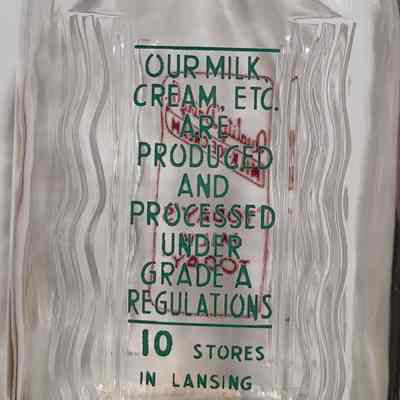 OUR MILK,
CREAM, ETC.
ARE
PRODUCED
AND
PROCESSED
UNDER
GRADE A
REGULATIONS
10 STORES
IN LANSING